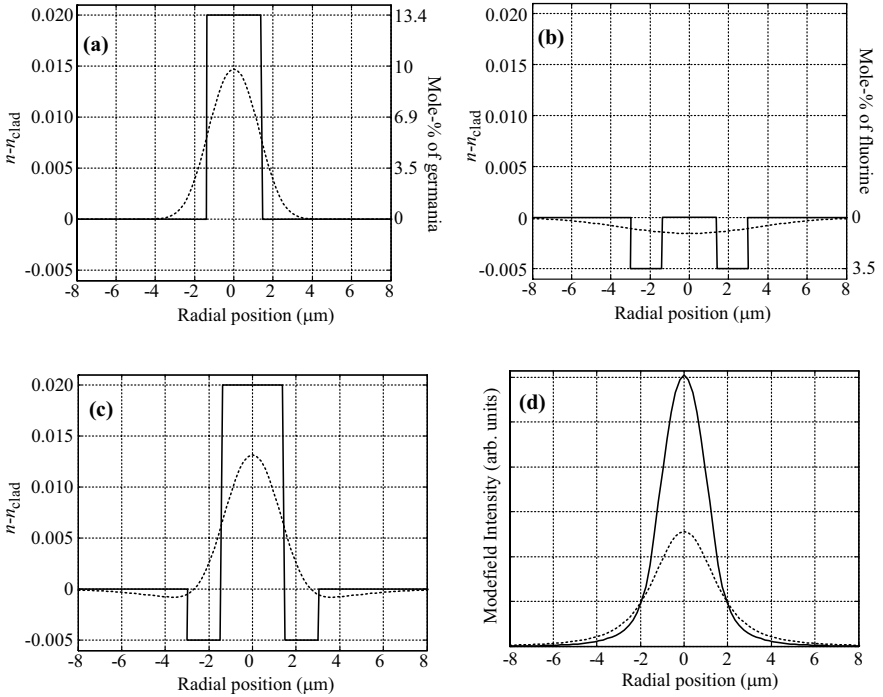 (a)
0.020
0.015
0.010
0.005
0
-0.005
n-nclad
13.4
10
6.9
3.5
0
Mole-% of germania
-8 -6 -4 -2 0 2 4 6 8
Radial position (μm)
(b)
0.020
0.015
0.010
0.005
0
-0.005
n-nclad
0
3.5
Mole-% of fluorine
-8 -6 -4 -2 0 2 4 6 8
Radial position (μm)
(c)
0.020
0.015
0.010
0.005
0
-0.005
n-nclad
-8 -6 -4 -2 0 2 4 6 8
Radial position (μm)
(d)
Modefield Intensity (arb. units)
-8 -6 -4 -2 0 2 4 6 8
Radial position (μm)